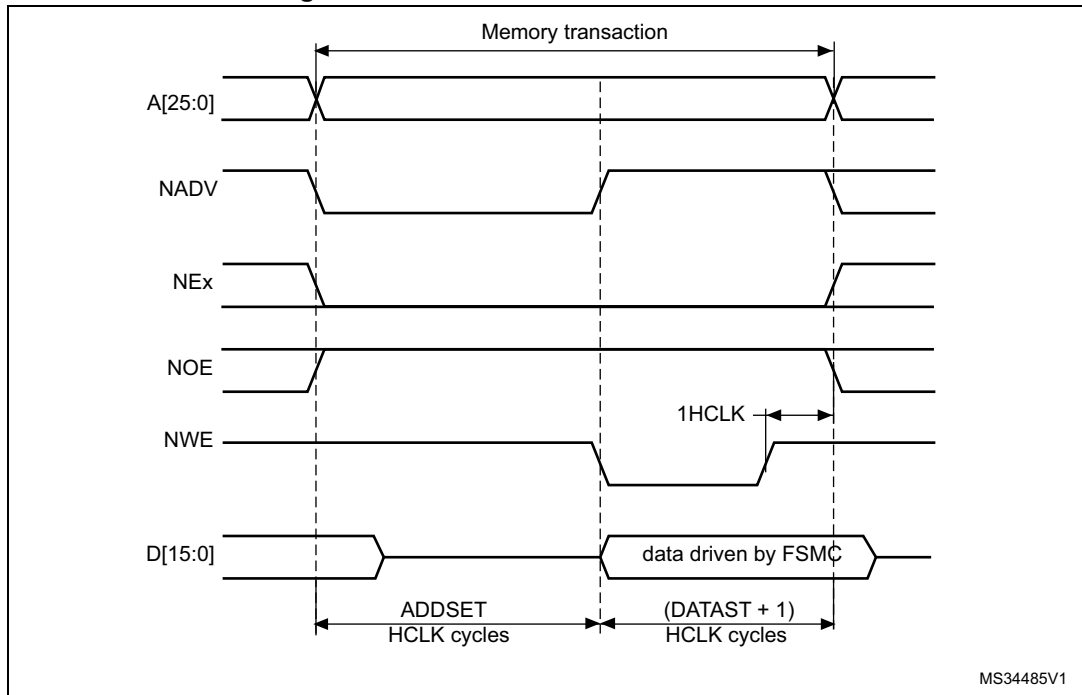 Memory transaction
A[25:0]
NADV
NEx
NOE
1HCLK
NWE
D[15:0]
data driven by FSMC
ADDSET
HCLK cycles
(DATAST + 1)
HCLK cycles
MS34485V1